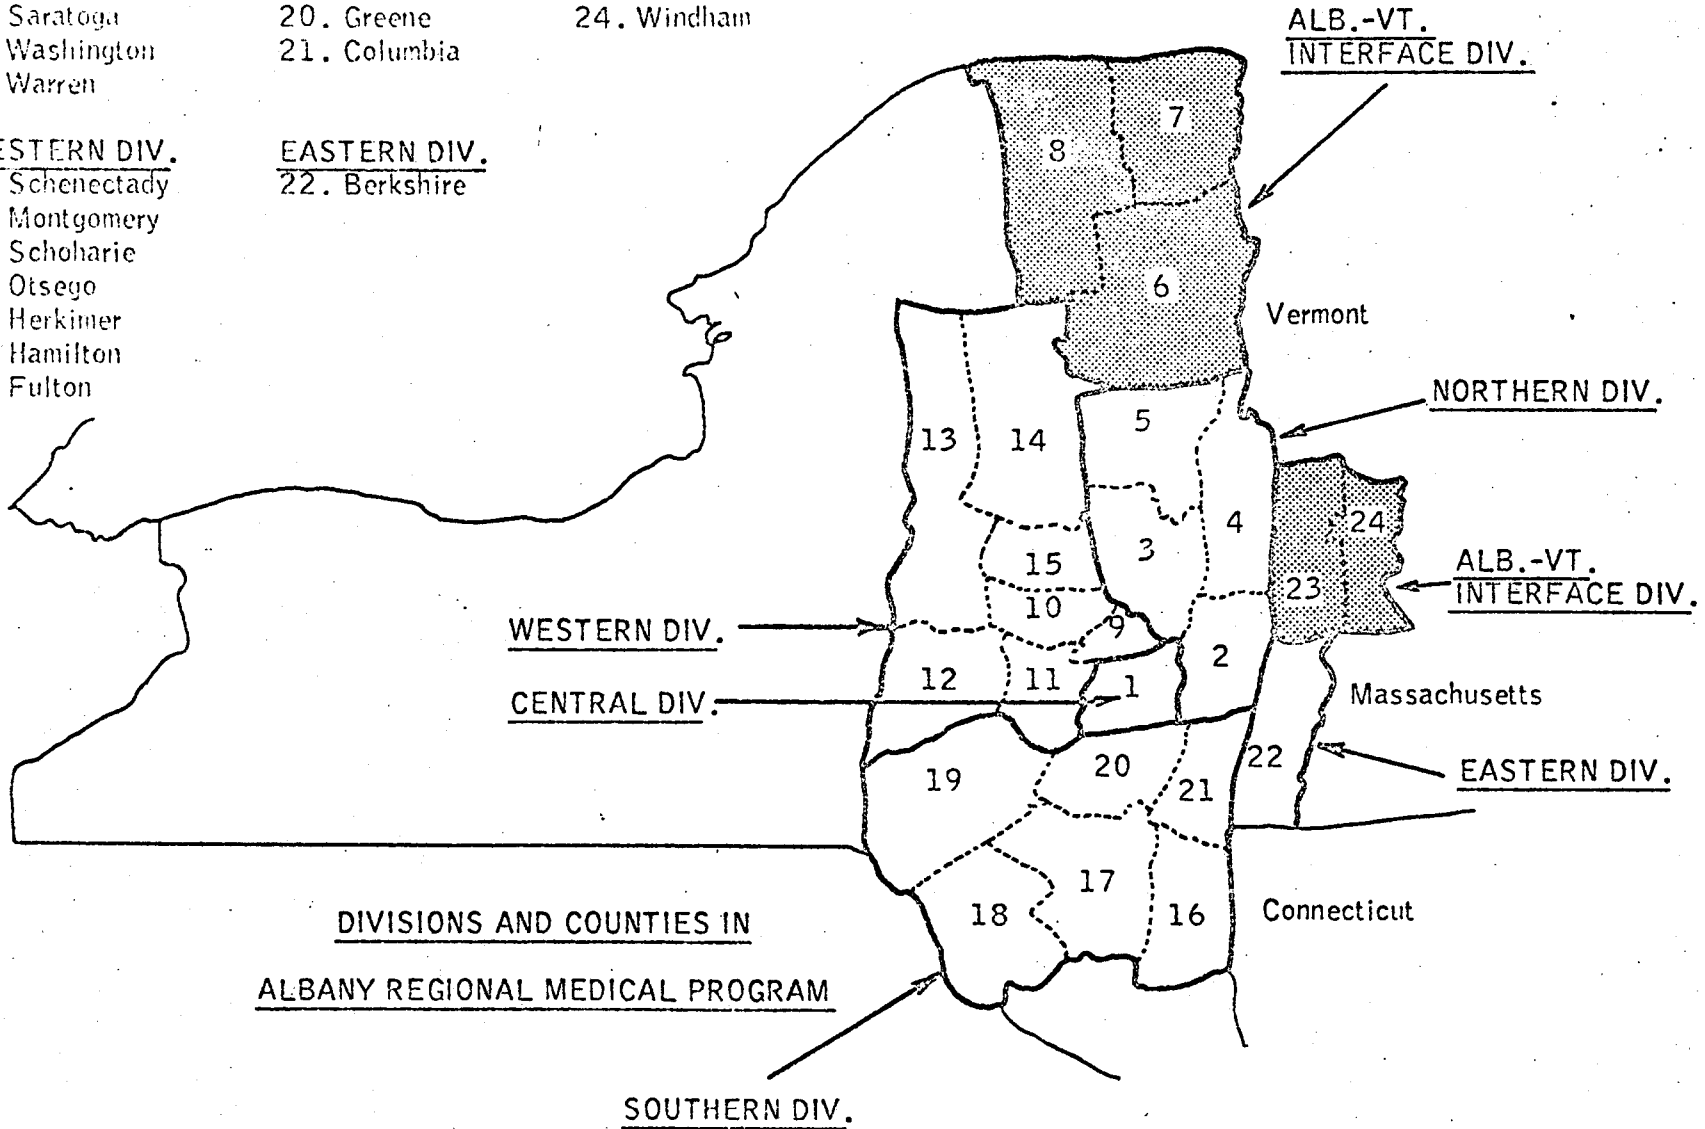 Saratoga 20. Greene 24. Windham
Washington 21. Columbia
Warren
ESTERN DIV. EASTERN DIV.
Schenectady 22. Berkshire
Montgomery
Schoharie
Otsego
Herkimer
Hamilton
Fulton
ALB.-VT.
INTERFACE DIV.
7
8
6
Vermont
NORTHERN DIV.
5
13 14
4 24
3
15
ALB.-VT.
INTERFACE DIV.
23
10
9
WESTERN DIV.
2
12 11 1
Massachusetts
CENTRAL DIV.
22
20
EASTERN DIV.
19
21
17
18 16
Connecticut
DIVISIONS AND COUNTIES IN
ALBANY REGIONAL MEDICAL PROGRAM
SOUTHERN DIV.